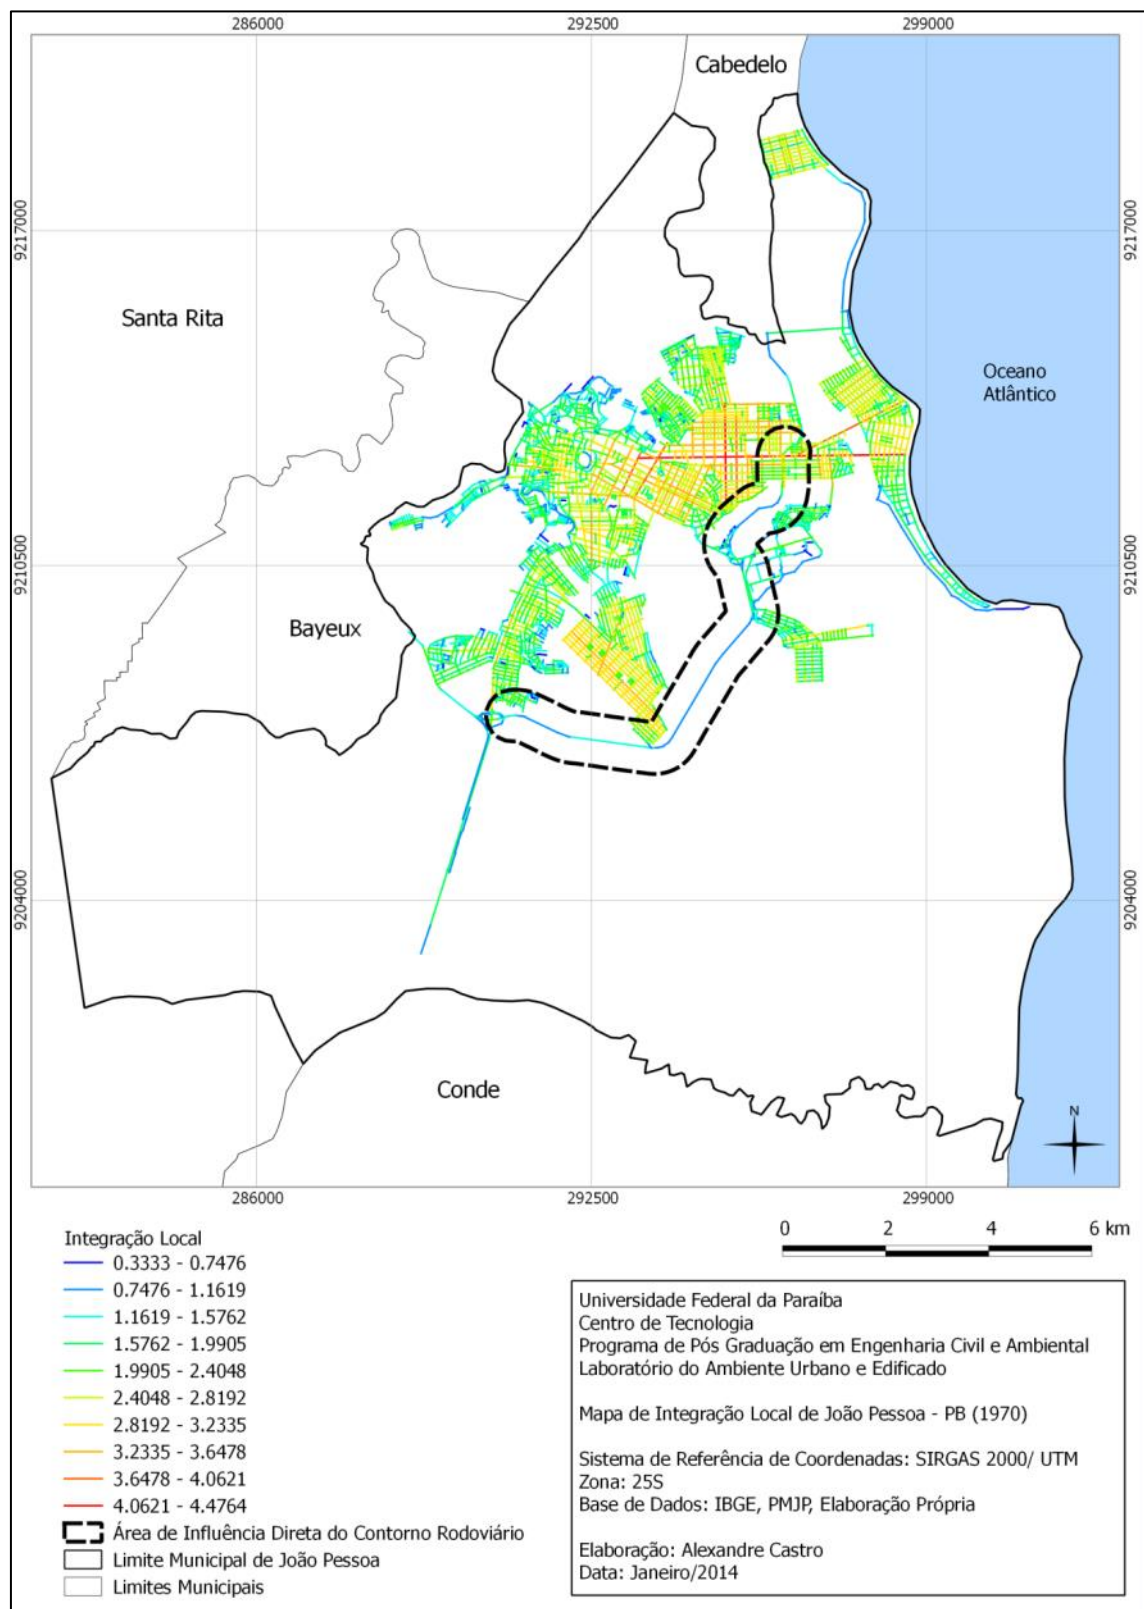 286000
292500
299000
Cabedelo
9217000
9217000
Santa Rita
Oceano
Atlântico
9210500
9210500
Bayeux
9204000
9204000
Conde
N
286000
292500
299000
Integração Local
0.3333 - 0.7476
0.7476 - 1.1619
1.1619 - 1.5762
1.5762 - 1.9905
1.9905 - 2.4048
2.4048 - 2.8192
2.8192 - 3.2335
3.2335 - 3.6478
3.6478 - 4.0621
4.0621 - 4.4764
Área de Influência Direta do Contorno Rodoviário
Limite Municipal de João Pessoa
Limites Municipais
0 2 4 6 km
Universidade Federal da Paraíba
Centro de Tecnologia
Programa de Pós Graduação em Engenharia Civil e Ambiental
Laboratório do Ambiente Urbano e Edificado
Mapa de Integração Local de João Pessoa - PB (1970)
Sistema de Referência de Coordenadas: SIRGAS 2000/ UTM
Zona: 25S
Base de Dados: IBGE, PMJP, Elaboração Própria
Elaboração: Alexandre Castro
Data: Janeiro/2014